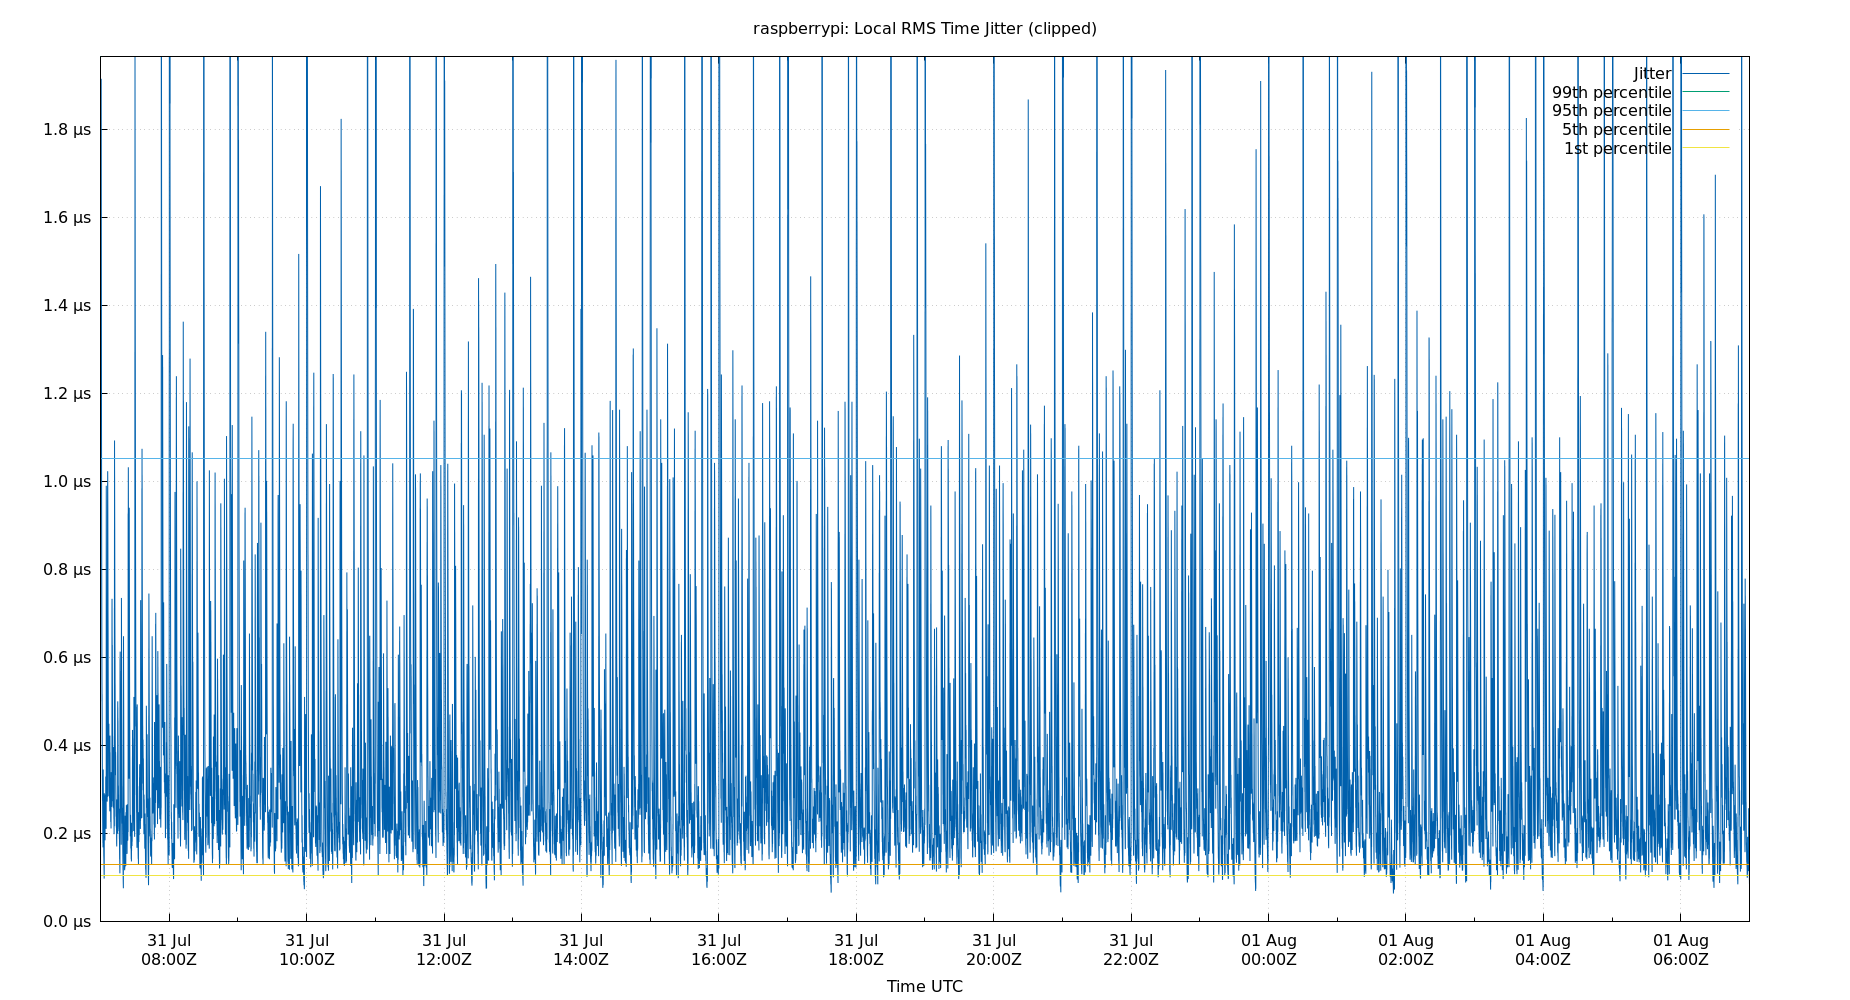 raspberrypi: Local RMS Time Jitter (clipped)
Jitter
99th percentile
95th percentile
5th percentile
1st percentile
1.8 µs
1.6 µs
1.4 µs
1.2 µs
1.0 µs
0.8 µs
0.6 µs
0.4 µs
0.2 µs
0.0 µs
31 Jul 31 Jul 31 Jul 31 Jul 31 Jul 31 Jul 31 Jul 31 Jul 01 Aug 01 Aug 01 Aug 01 Aug
08:00Z 10:00Z 12:00Z 14:00Z 16:00Z 18:00Z 20:00Z 22:00Z 00:00Z 02:00Z 04:00Z 06:00Z
Time UTC